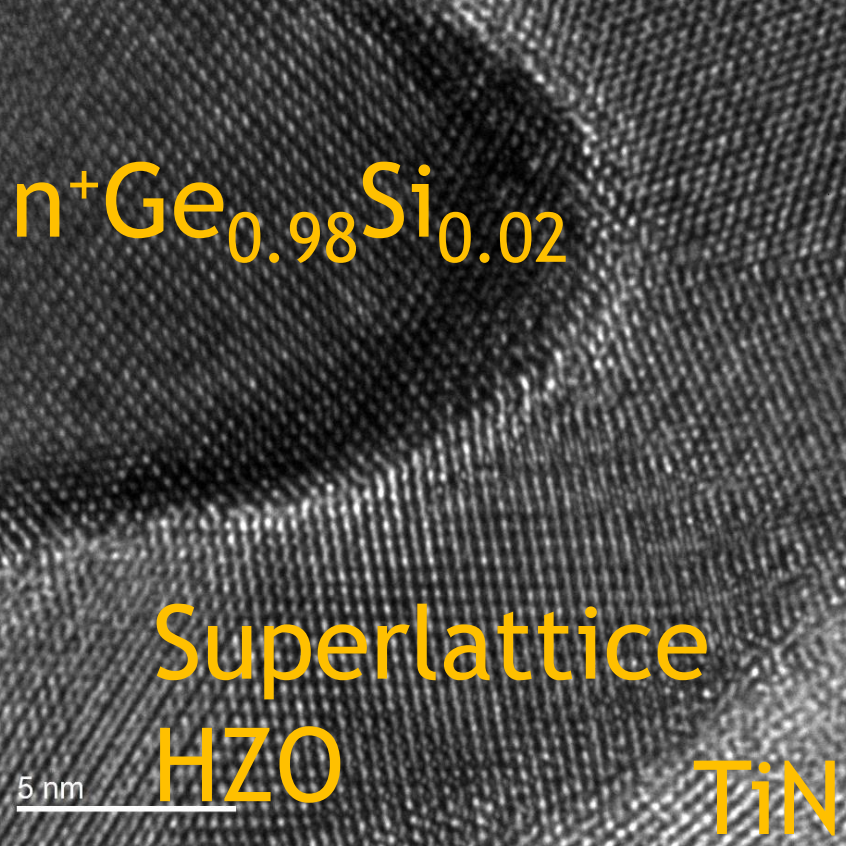 n⁺Ge₀.₉₈Si₀.₀₂
Superlattice
HZO
5 nm
TiN